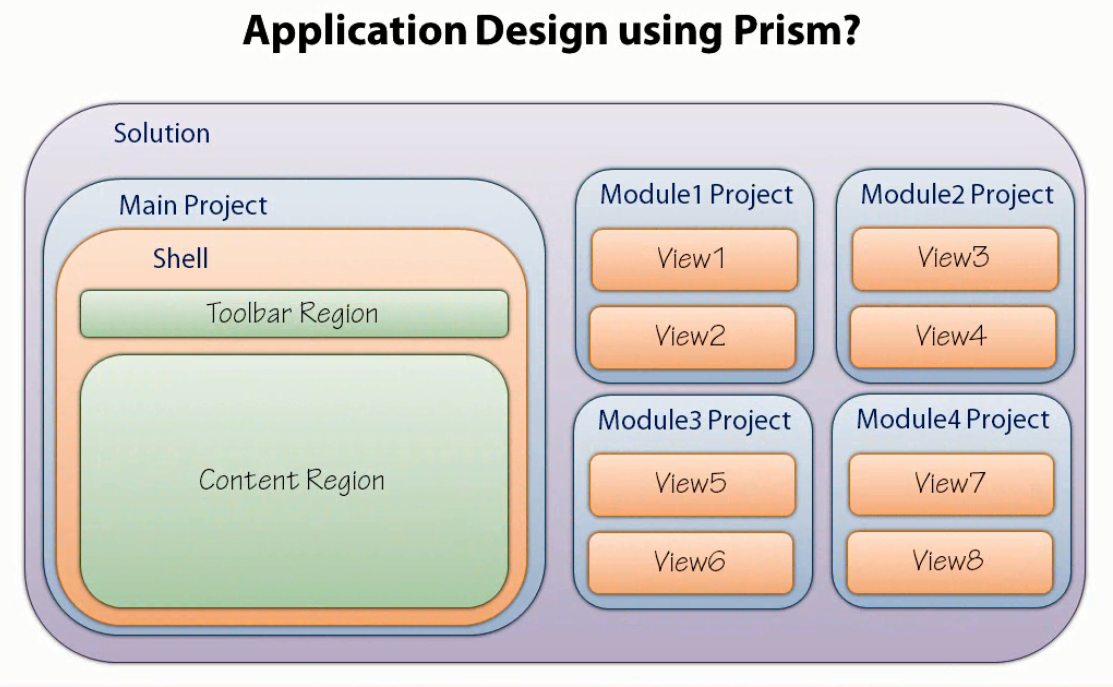 Application Design using Prism?
Solution
Main Project
Shell
Toolbar Region
Content Region
Module1 Project
View1
View2
Module2 Project
View3
View4
Module3 Project
View5
View6
Module4 Project
View7
View8